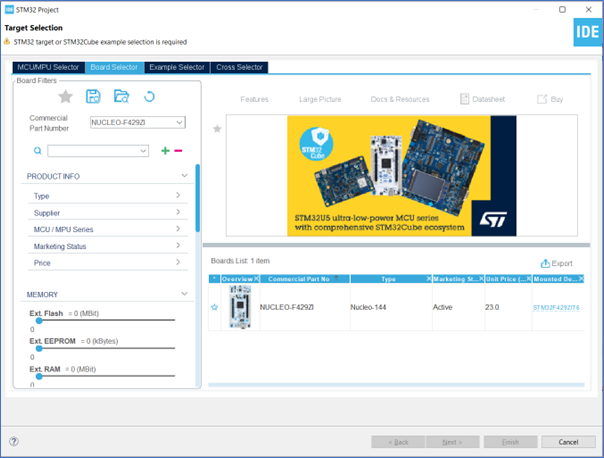 IDE STM32 Project
Target Selection
STM32 target or STM32Cube example selection is required
IDE
MCU/MPU Selector Board Selector Example Selector Cross Selector
Board Filters
Commercial
Part Number
NUCLEO-F429ZI
PRODUCT INFO
Type
Supplier
MCU / MPU Series
Marketing Status
Price
MEMORY
Ext. Flash = 0 (MBit)
0
Ext. EEPROM = 0 (kBytes)
0
Ext. RAM = 0 (MBit)
0
Features Large Picture Docs & Resources Datasheet Buy
STM32
Cube
STM32U5 ultra-low-power MCU series
with comprehensive STM32Cube ecosystem
ST
Boards List: 1 item
Export
* Overview Commercial Part No Type Marketing St... Unit Price (... Mounted De...
NUCLEO-F429ZI Nucleo-144 Active 23.0 STM32F429ZIT6
? < Back Next > Finish Cancel